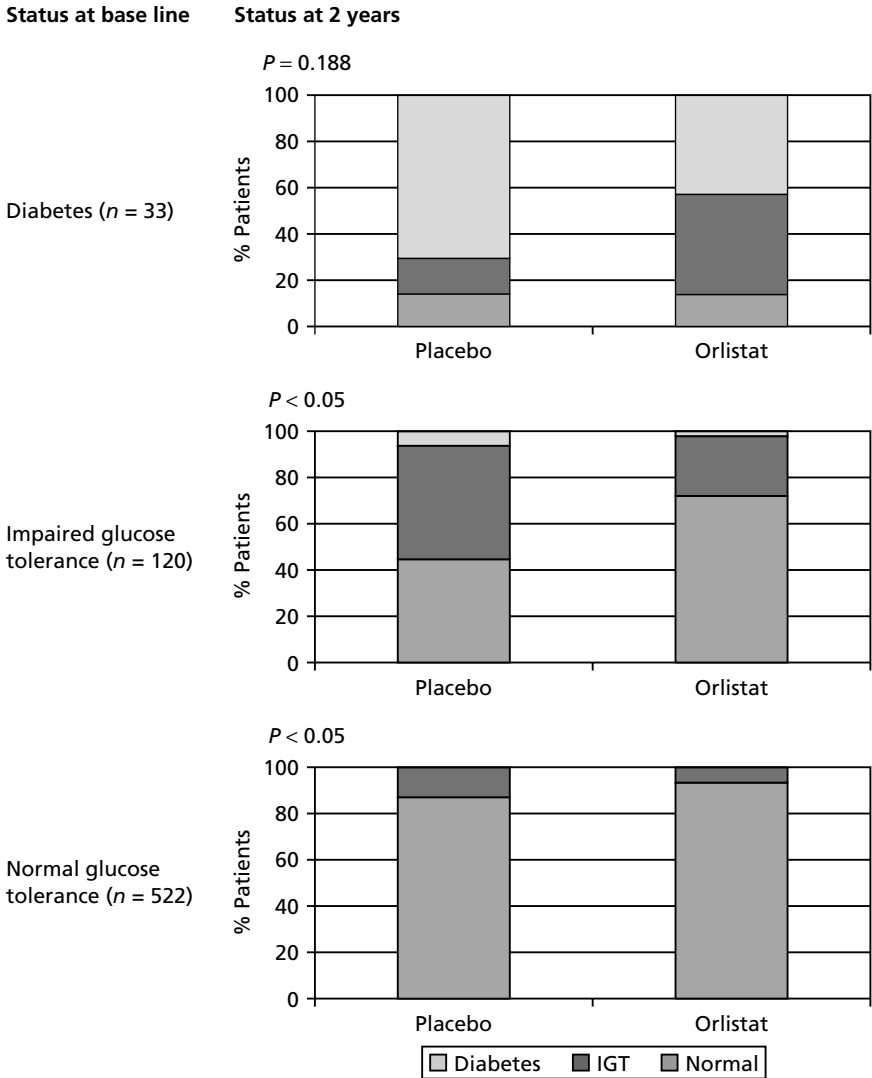 Status at base line Status at 2 years
P = 0.188
100
80
60
40
20
0
% Patients
Diabetes (n = 33)
Placebo Orlistat
P < 0.05
100
80
60
40
20
0
% Patients
Impaired glucose
tolerance (n = 120)
Placebo Orlistat
P < 0.05
100
80
60
40
20
0
% Patients
Normal glucose
tolerance (n = 522)
Placebo Orlistat
Diabetes IGT Normal